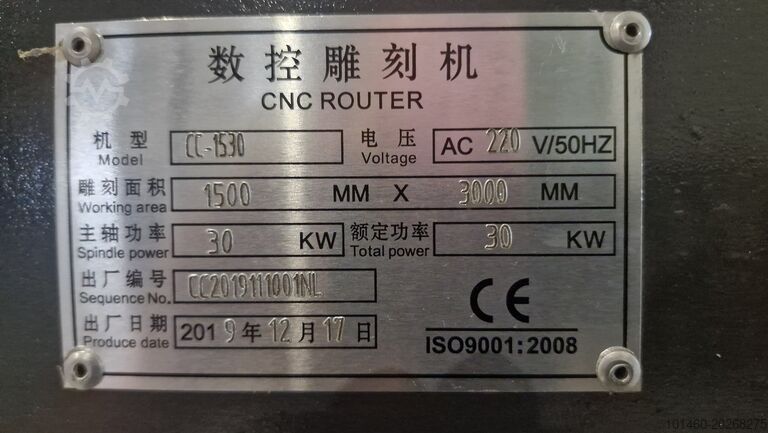 数控雕刻机
CNC ROUTER
机型 CC-1530 电压 AC 220 V/50HZ
Model Voltage
雕刻面积 1500 MM X 3000 MM
Working area
主轴功率 30 KW 额定功率 30 KW
Spindle power Total power
出厂编号 CC2019111001NL
Sequence No.
出厂日期 2019年12月17日
Produce date
CE
ISO9001:2008
101460-20268275